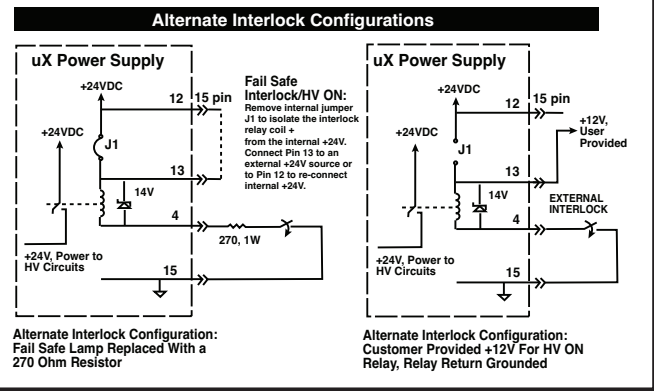 Alternate Interlock Configurations
uX Power Supply
+24VDC
12
15 pin
+24VDC
J1
13
14V
4
270, 1W
+24V, Power to
HV Circuits
15
Fail Safe
Interlock/HV ON:
Remove internal jumper
J1 to isolate the interlock
relay coil +
from the internal +24V.
Connect Pin 13 to an
external +24V source or
to Pin 12 to re-connect
internal +24V.
Alternate Interlock Configuration:
Fail Safe Lamp Replaced With a
270 Ohm Resistor
uX Power Supply
+24VDC
12
15 pin
+24VDC
J1
+12V,
User
Provided
13
14V
EXTERNAL
INTERLOCK
4
+24V, Power to
HV Circuits
15
Alternate Interlock Configuration:
Customer Provided +12V For HV ON
Relay, Relay Return Grounded